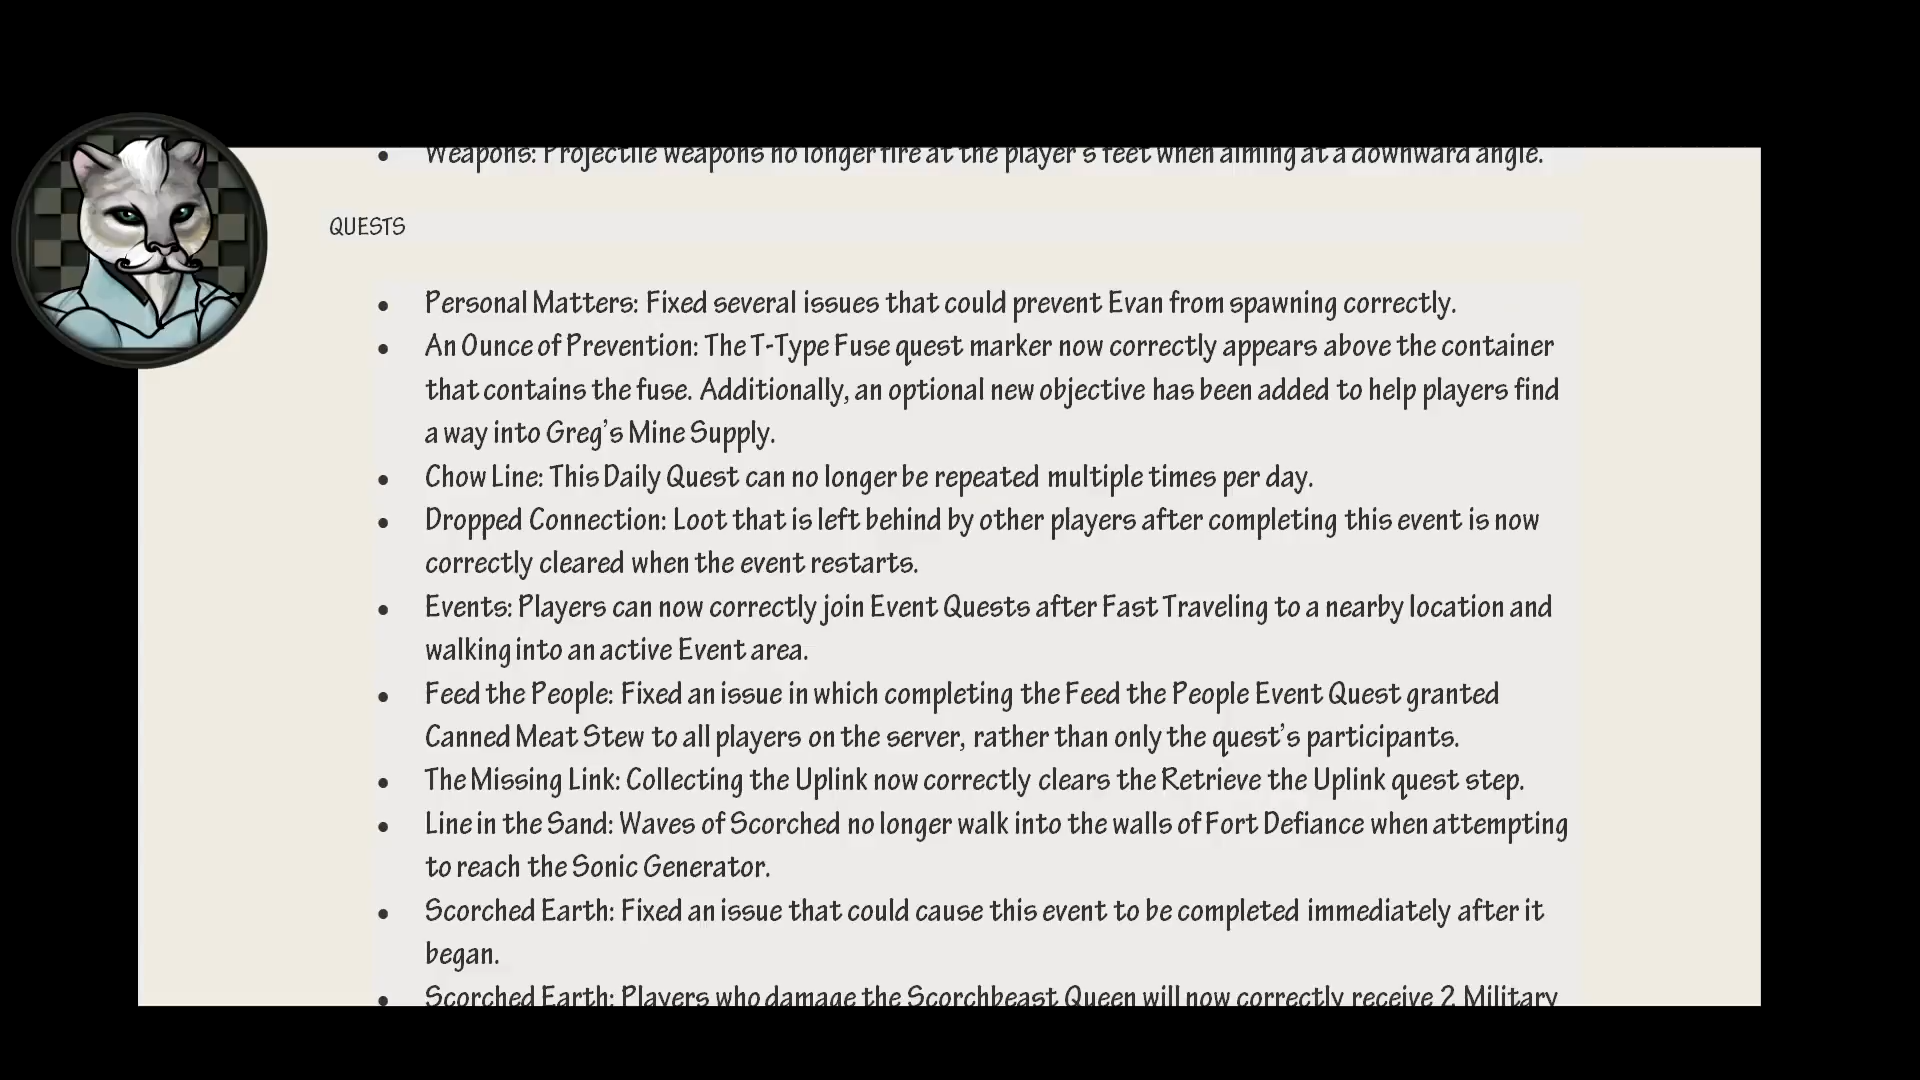 • Weapons: Projectile weapons no longer fire at the player's feet when aiming at a downward angle.
QUESTS
• Personal Matters: Fixed several issues that could prevent Evan from spawning correctly.
• An Ounce of Prevention: The T-Type Fuse quest marker now correctly appears above the container
that contains the fuse. Additionally, an optional new objective has been added to help players find
a way into Greg’s Mine Supply.
• Chow Line: This Daily Quest can no longer be repeated multiple times per day.
• Dropped Connection: Loot that is left behind by other players after completing this event is now
correctly cleared when the event restarts.
• Events: Players can now correctly join Event Quests after Fast Traveling to a nearby location and
walking into an active Event area.
• Feed the People: Fixed an issue in which completing the Feed the People Event Quest granted
Canned Meat Stew to all players on the server, rather than only the quest’s participants.
• The Missing Link: Collecting the Uplink now correctly clears the Retrieve the Uplink quest step.
• Line in the Sand: Waves of Scorched no longer walk into the walls of Fort Defiance when attempting
to reach the Sonic Generator.
• Scorched Earth: Fixed an issue that could cause this event to be completed immediately after it
began.
• Scorched Earth: Players who damage the Scorchbeast Queen will now correctly receive 2 Military